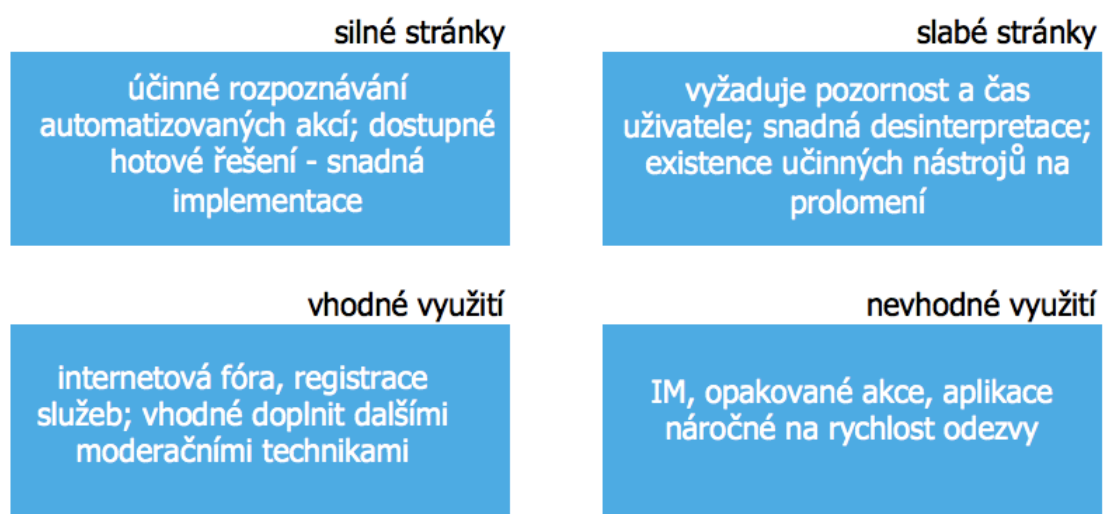 silné stránky
účinné rozpoznávání
automatizovaných akcí; dostupné
hotové řešení - snadná
implementace
slabé stránky
vyžaduje pozornost a čas
uživatele; snadná desinterpretace;
existence učinných nástrojů na
prolomení
vhodné využití
internetová fóra, registrace
služeb; vhodné doplnit dalšími
moderačními technikami
nevhodné využití
IM, opakované akce, aplikace
náročné na rychlost odezvy